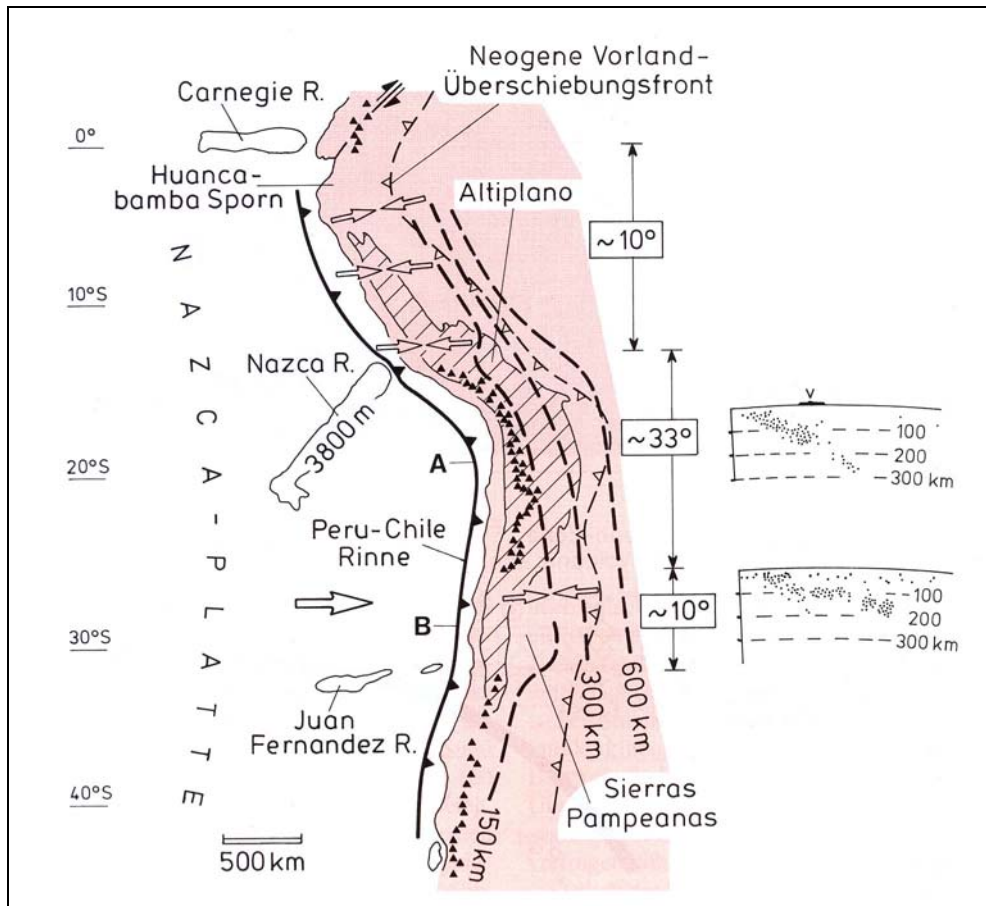 Neogene Vorland-
Überschiebungsfront
Carnegie R.
0°
Huanca-
bamba Sporn
Altiplano
~10°
10°S
NAZCA-PLATTE
Nazca R.
3800 m
~33°
V
100
200
300 km
A
20°S
Peru-Chile
Rinne
~10°
100
200
300 km
B
30°S
600 km
300 km
Juan
Fernandez R.
Sierras
Pampeanas
40°S
150 km
500 km